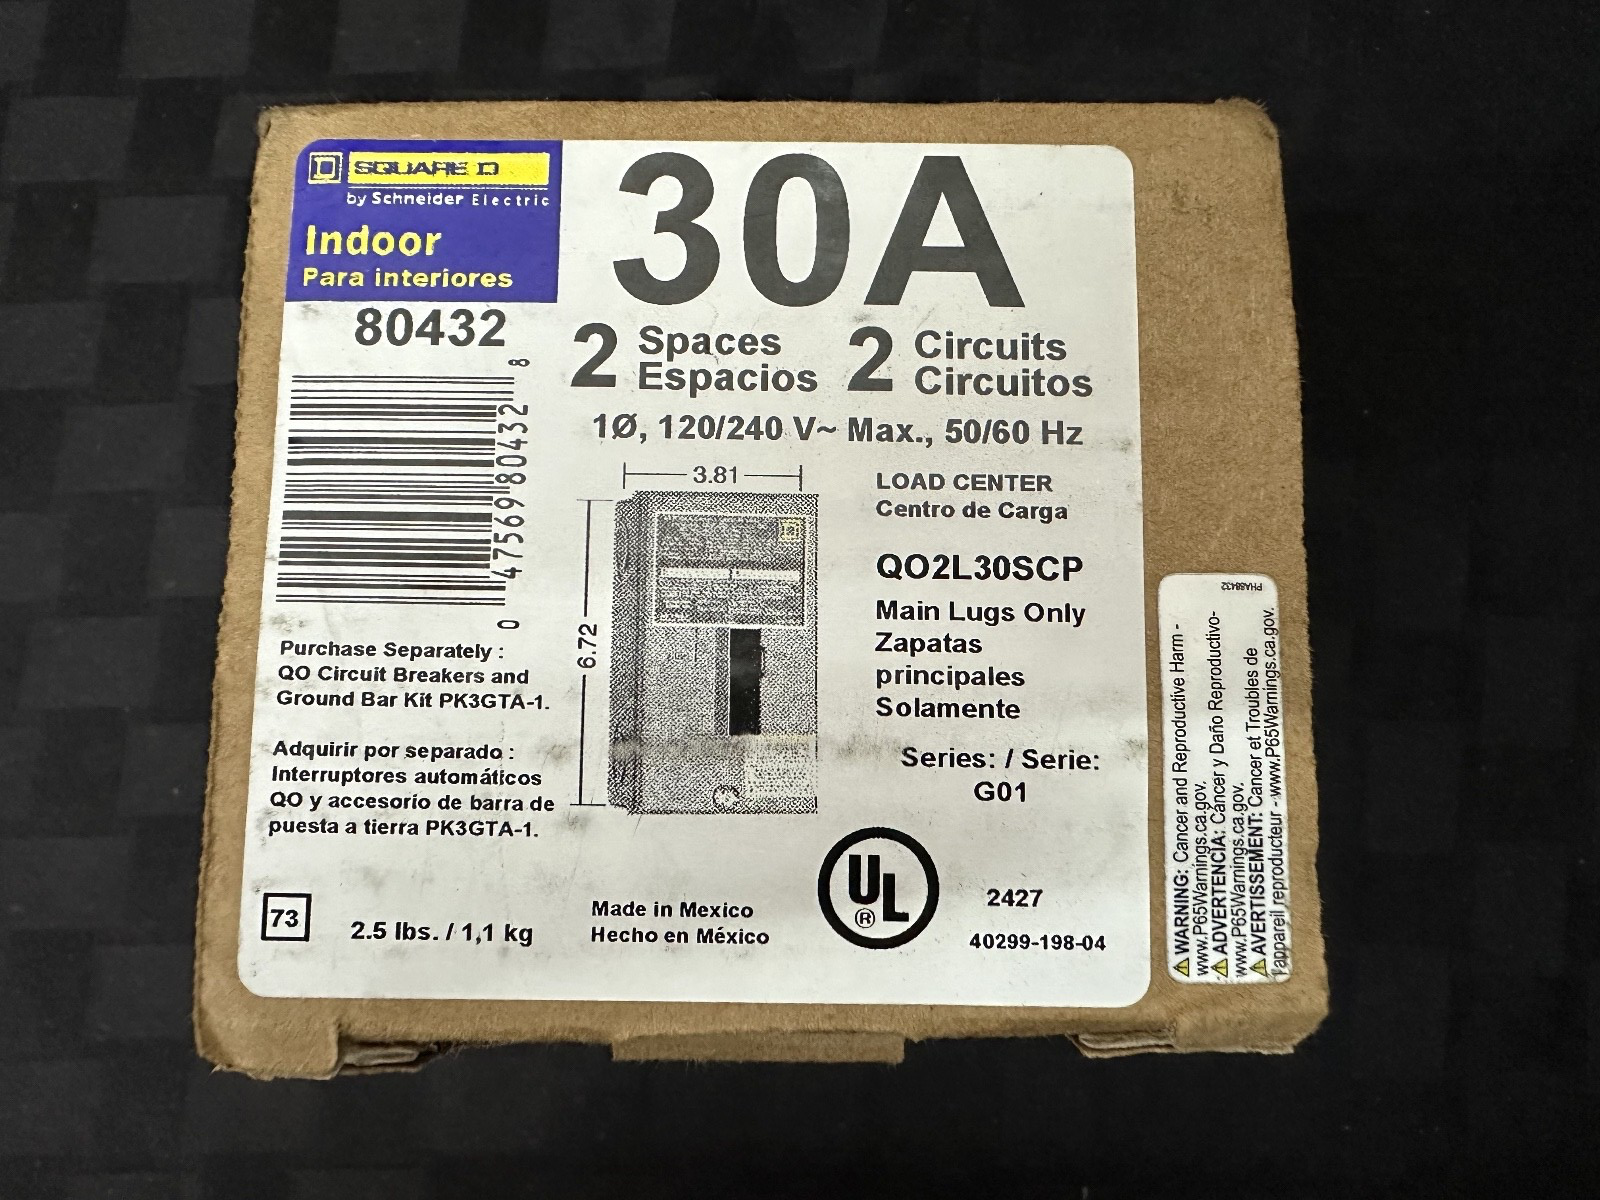 SQUARE D
by Schneider Electric
Indoor
Para interiores
80432
0 47569 80432 8
30A
2 Spaces
Espacios
2 Circuits
Circuitos
1Ø, 120/240 V~ Max., 50/60 Hz
3.81
6.72
LOAD CENTER
Centro de Carga
QO2L30SCP
Main Lugs Only
Zapatas
principales
Solamente
Series: / Serie:
G01
Purchase Separately :
QO Circuit Breakers and
Ground Bar Kit PK3GTA-1.
Adquirir por separado :
Interruptores automáticos
QO y accesorio de barra de
puesta a tierra PK3GTA-1.
73
2.5 lbs. / 1,1 kg
Made in Mexico
Hecho en México
UL
®
2427
40299-198-04
WARNING: Cancer and Reproductive Harm -
www.P65Warnings.ca.gov.
ADVERTENCIA: Cáncer y Daño Reproductivo-
www.P65Warnings.ca.gov.
AVERTISSEMENT: Cancer et Troubles de
l'appareil reproducteur - www.P65Warnings.ca.gov.